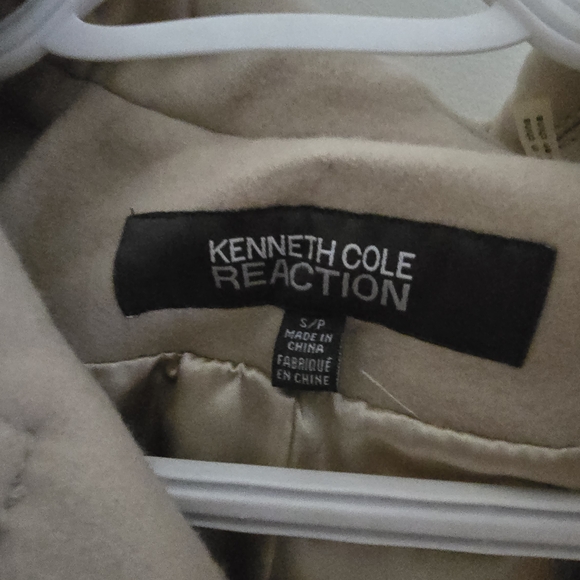 KENNETH COLE
REACTION
S/P
MADE IN
CHINA
FABRIQUÉ
EN CHINE